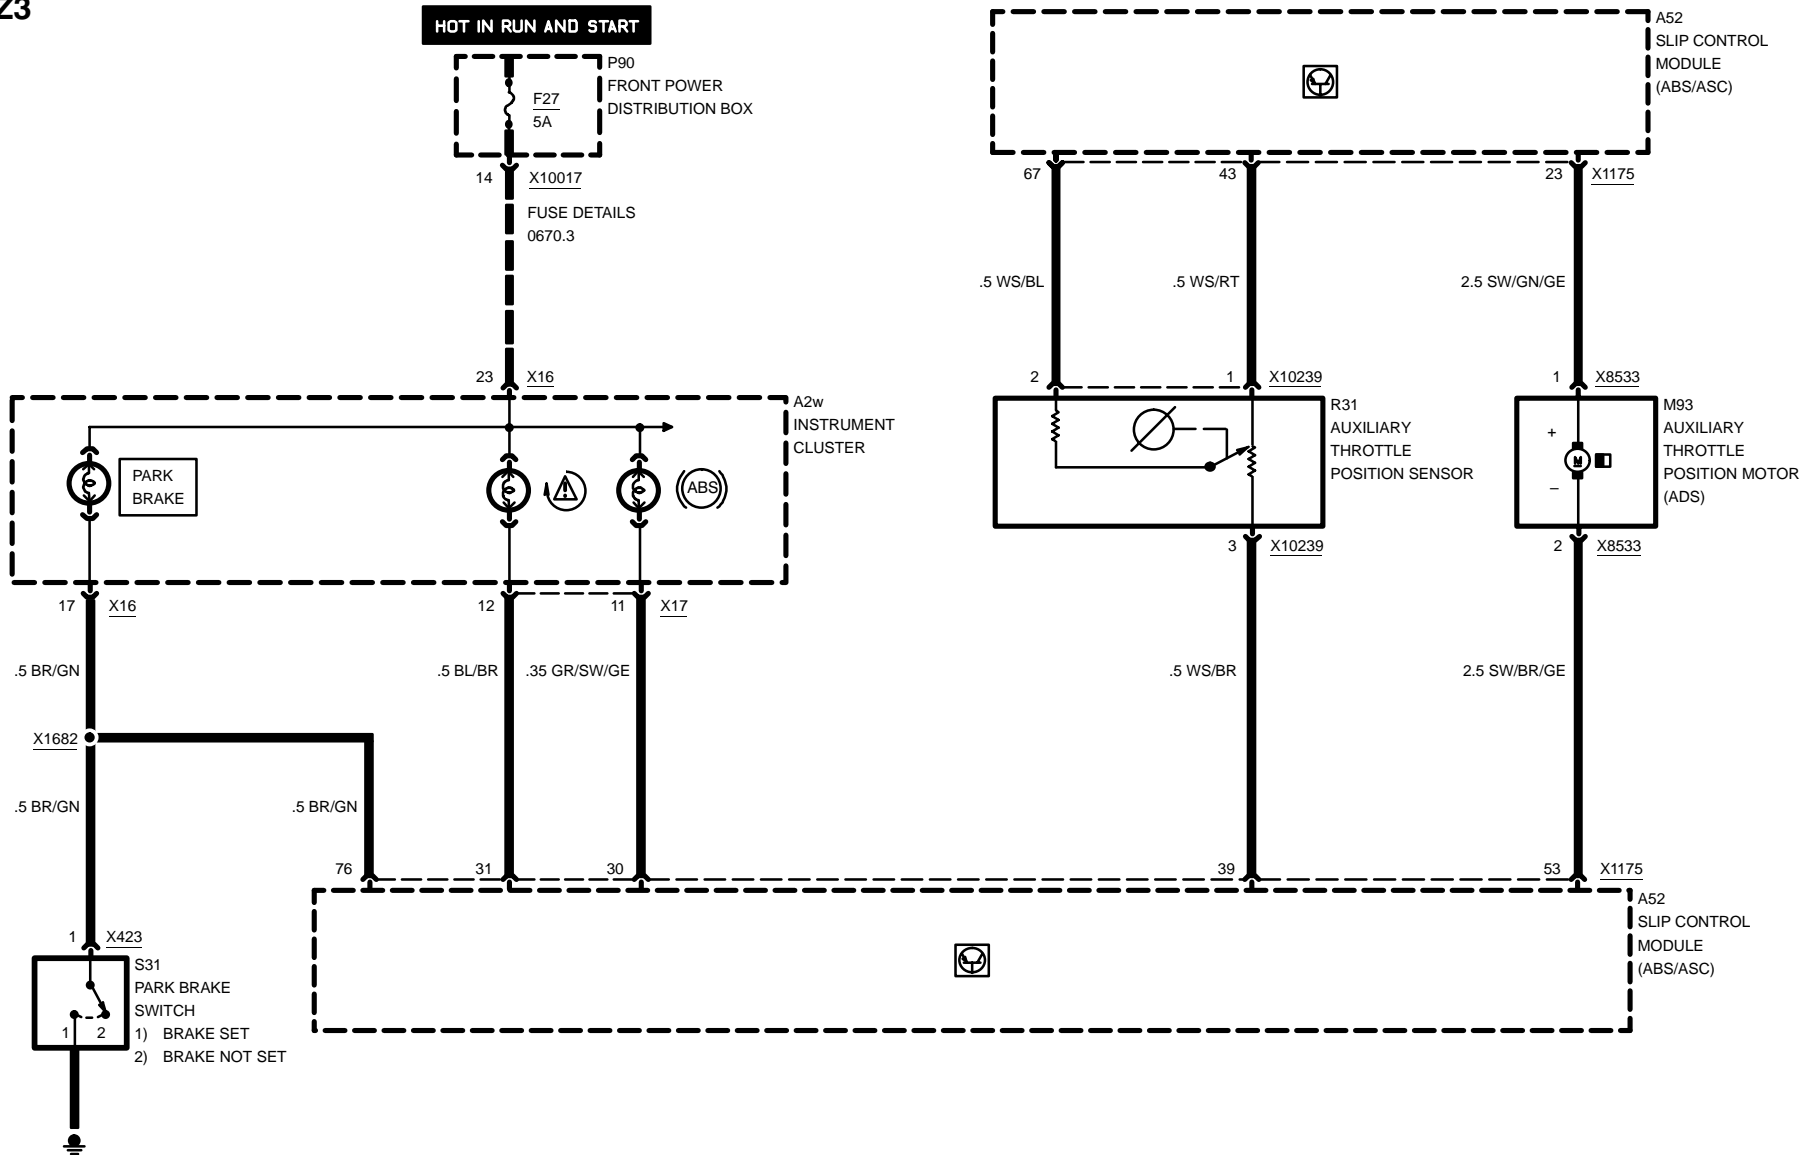 Z3
HOT IN RUN AND START
P90
FRONT POWER
DISTRIBUTION BOX
F27
5A
14 X10017
FUSE DETAILS
0670.3
23 X16
A2w
INSTRUMENT
CLUSTER
PARK
BRAKE
ABS
17 X16
12 11 X17
.5 BR/GN
.5 BL/BR
.35 GR/SW/GE
X1682
.5 BR/GN
.5 BR/GN
1 X423
S31
PARK BRAKE
SWITCH
1) BRAKE SET
2) BRAKE NOT SET
1 2
A52
SLIP CONTROL
MODULE
(ABS/ASC)
67 43 23 X1175
.5 WS/BL
.5 WS/RT
2.5 SW/GN/GE
2 1 X10239
1 X8533
R31
AUXILIARY
THROTTLE
POSITION SENSOR
M93
AUXILIARY
THROTTLE
POSITION MOTOR
(ADS)
+
M
–
3 X10239
2 X8533
.5 WS/BR
2.5 SW/BR/GE
76 31 30 39 53 X1175
A52
SLIP CONTROL
MODULE
(ABS/ASC)